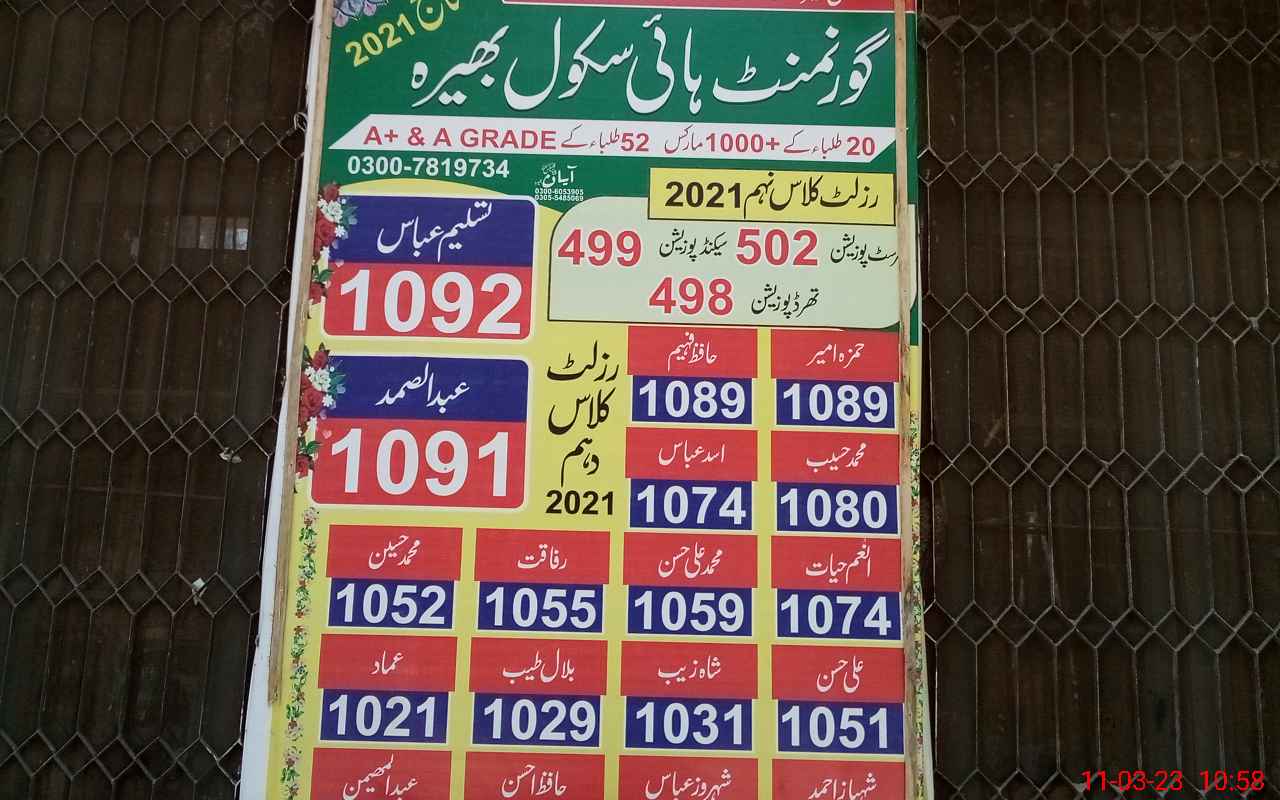 2021
گورنمنٹ ہائی سکول بھیرہ
20 طلباء کے +1000 مارکس 52 طلباء کے A+ & A GRADE
0300-7819734
0300-6053905
0305-5485069
رزلٹ کلاس نہم 2021
فرسٹ پوزیشن 502 سیکنڈ پوزیشن 499
تھرڈ پوزیشن 498
تسلیم عباس
1092
عبدالصمد
1091
رزلٹ
کلاس
دہم
2021
حمزہ امیر حافظ فہیم
1089 1089
محمد حسیب اسد عباس
1080 1074
انعم حیات محمد علی حسن رفاقت محمد حسین
1074 1059 1055 1052
علی حسن شاہ زیب بلال طیب عماد
1051 1031 1029 1021
شہباز احمد شہروز عباس حافظ احسن عبدالمھیمن
11-03-23 10:58